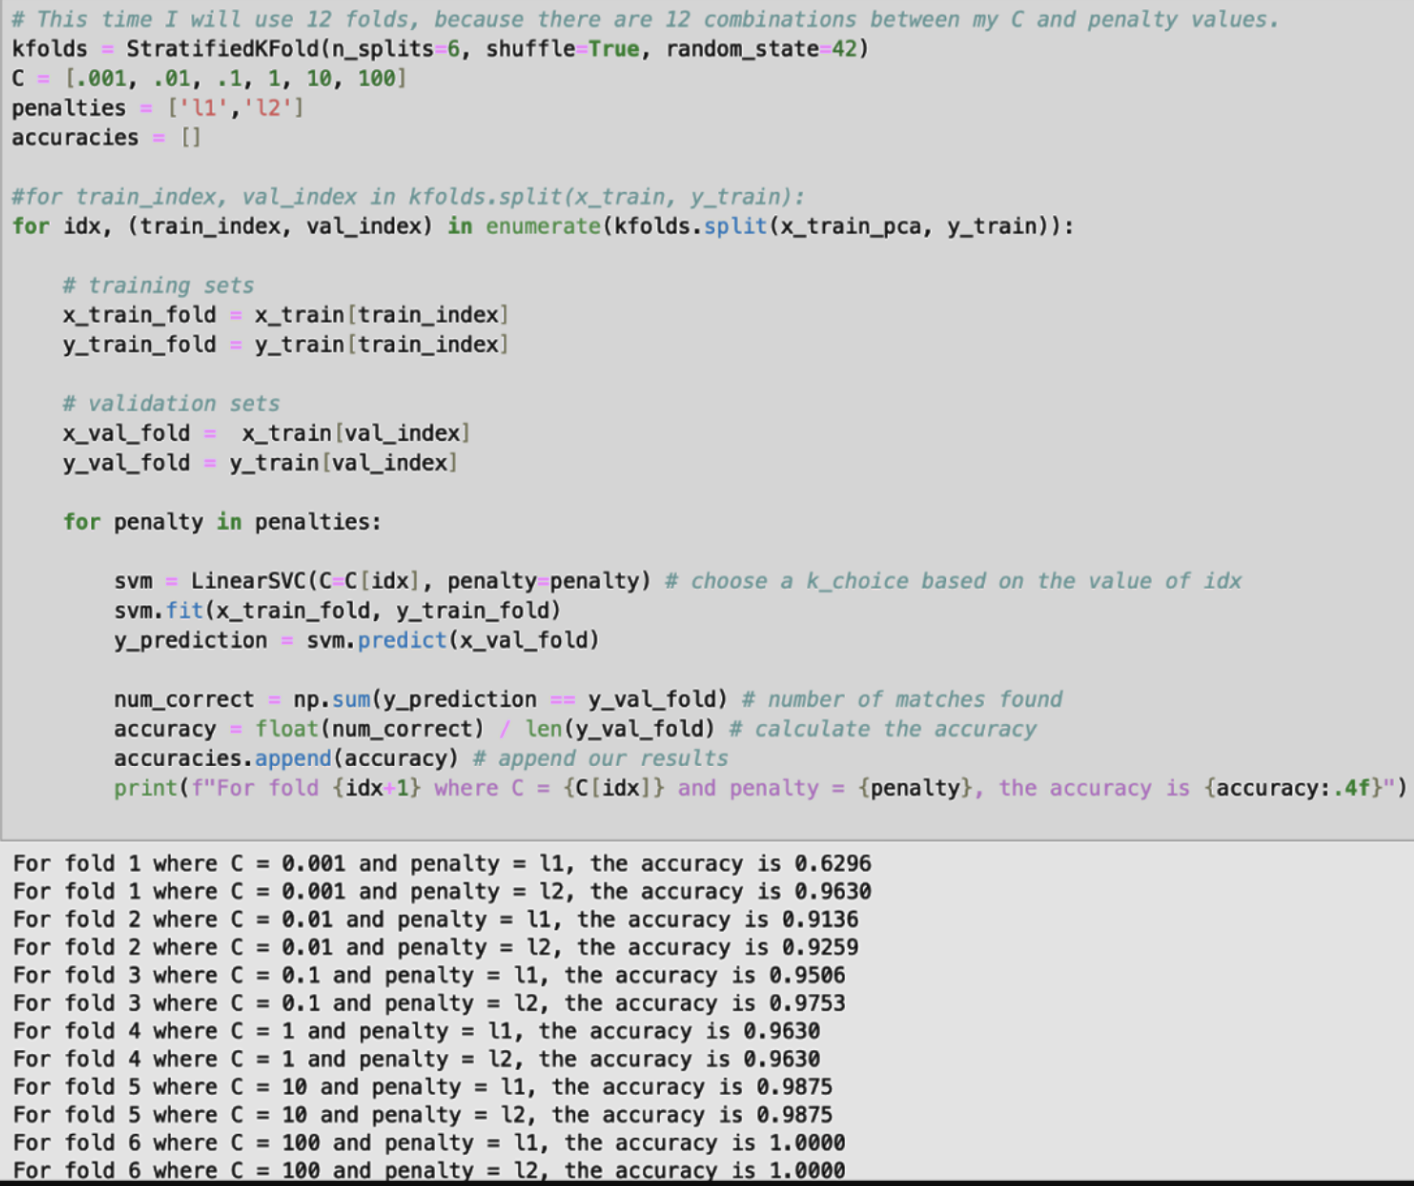 # This time I will use 12 folds, because there are 12 combinations between my C and penalty values.
kfolds = StratifiedKFold(n_splits=6, shuffle=True, random_state=42)
C = [.001, .01, .1, 1, 10, 100]
penalties = ['l1','l2']
accuracies = []

#for train_index, val_index in kfolds.split(x_train, y_train):
for idx, (train_index, val_index) in enumerate(kfolds.split(x_train_pca, y_train)):

    # training sets
    x_train_fold = x_train[train_index]
    y_train_fold = y_train[train_index]

    # validation sets
    x_val_fold =  x_train[val_index]
    y_val_fold = y_train[val_index]

    for penalty in penalties:

        svm = LinearSVC(C=C[idx], penalty=penalty) # choose a k_choice based on the value of idx
        svm.fit(x_train_fold, y_train_fold)
        y_prediction = svm.predict(x_val_fold)

        num_correct = np.sum(y_prediction == y_val_fold) # number of matches found
        accuracy = float(num_correct) / len(y_val_fold) # calculate the accuracy
        accuracies.append(accuracy) # append our results
        print(f"For fold {idx+1} where C = {C[idx]} and penalty = {penalty}, the accuracy is {accuracy:.4f}")

For fold 1 where C = 0.001 and penalty = l1, the accuracy is 0.6296
For fold 1 where C = 0.001 and penalty = l2, the accuracy is 0.9630
For fold 2 where C = 0.01 and penalty = l1, the accuracy is 0.9136
For fold 2 where C = 0.01 and penalty = l2, the accuracy is 0.9259
For fold 3 where C = 0.1 and penalty = l1, the accuracy is 0.9506
For fold 3 where C = 0.1 and penalty = l2, the accuracy is 0.9753
For fold 4 where C = 1 and penalty = l1, the accuracy is 0.9630
For fold 4 where C = 1 and penalty = l2, the accuracy is 0.9630
For fold 5 where C = 10 and penalty = l1, the accuracy is 0.9875
For fold 5 where C = 10 and penalty = l2, the accuracy is 0.9875
For fold 6 where C = 100 and penalty = l1, the accuracy is 1.0000
For fold 6 where C = 100 and penalty = l2, the accuracy is 1.0000